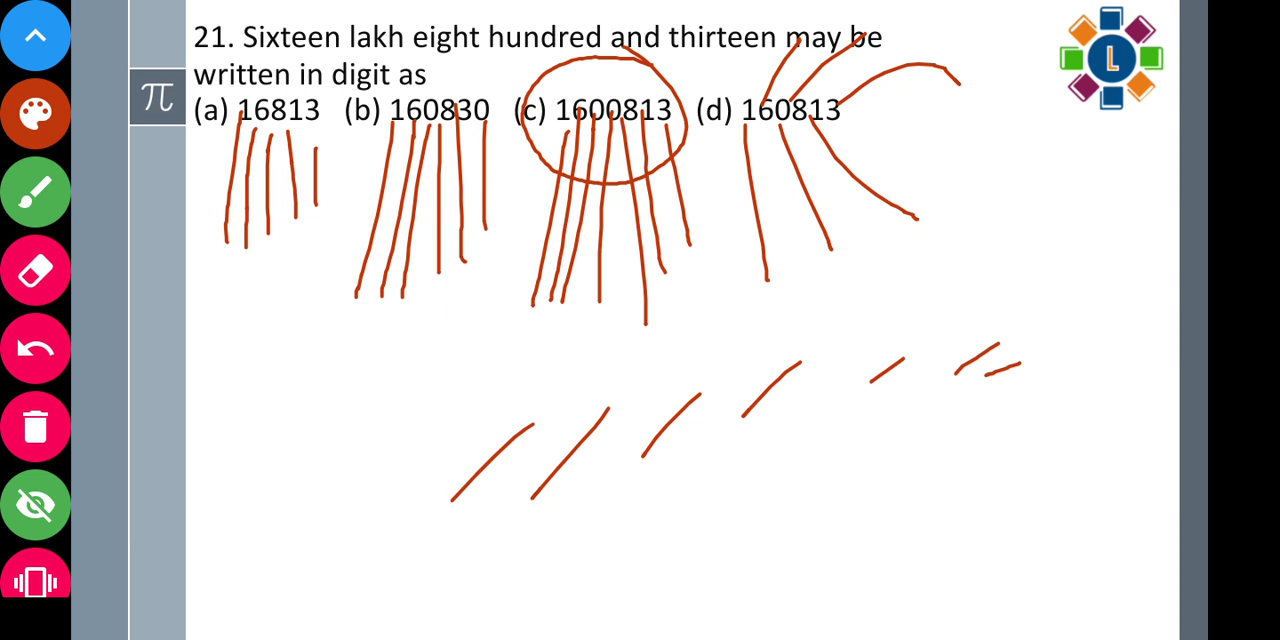 21. Sixteen lakh eight hundred and thirteen may be
written in digit as
π
(a) 16813 (b) 160830 (c) 1600813 (d) 160813
L